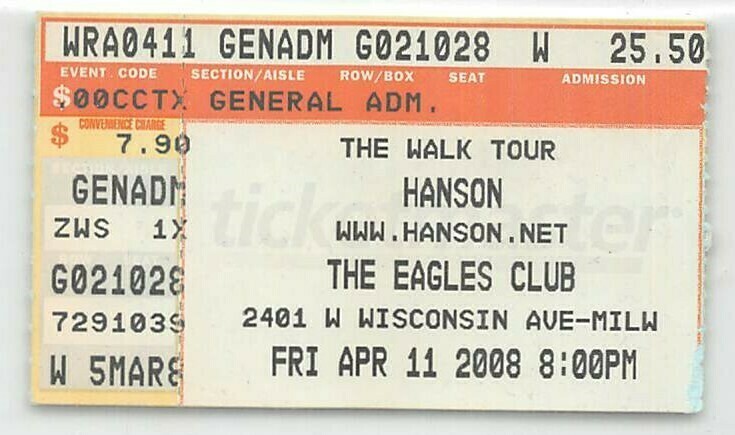 WRA0411 GENADM G021028 W 25.50
EVENT CODE SECTION/AISLE ROW/BOX SEAT ADMISSION
$.00CCTX GENERAL ADM.
CONVENIENCE CHARGE
$ 7.90
THE WALK TOUR
GENADM HANSON
ticketmaster
ZWS 1X WWW.HANSON.NET
G021028 THE EAGLES CLUB
7291039 2401 W WISCONSIN AVE-MILW
W 5MAR8 FRI APR 11 2008 8:00PM